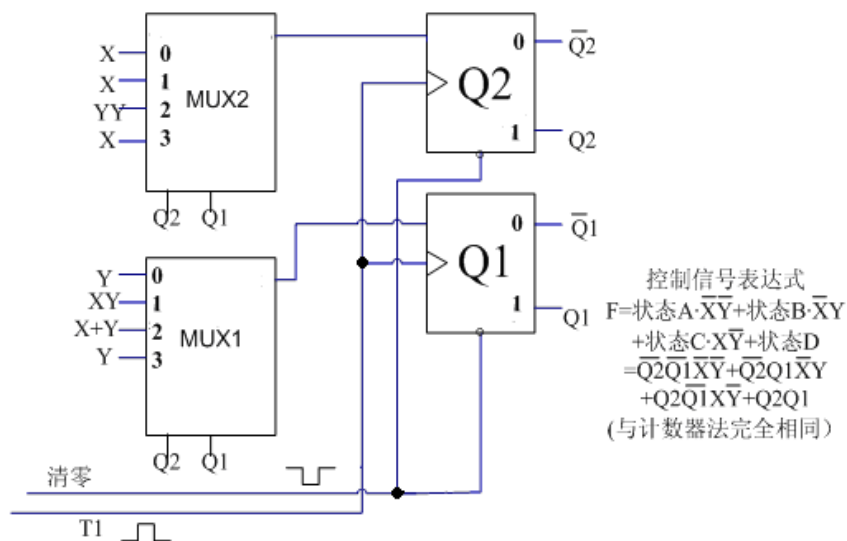 X 0
X 1
YY 2
X 3
MUX2
Q2 Q1
0 Q̅2
Q2
1 Q2
Y 0
XY 1
X+Y 2
Y 3
MUX1
Q2 Q1
0 Q̅1
Q1
1 Q1
控制信号表达式
F=状态A·X̅Y̅+状态B·X̅Y
+状态C·XY̅+状态D
=Q̅2Q̅1X̅Y̅+Q̅2Q1X̅Y
+Q2Q̅1XY̅+Q2Q1
(与计数器法完全相同)
清零
T1